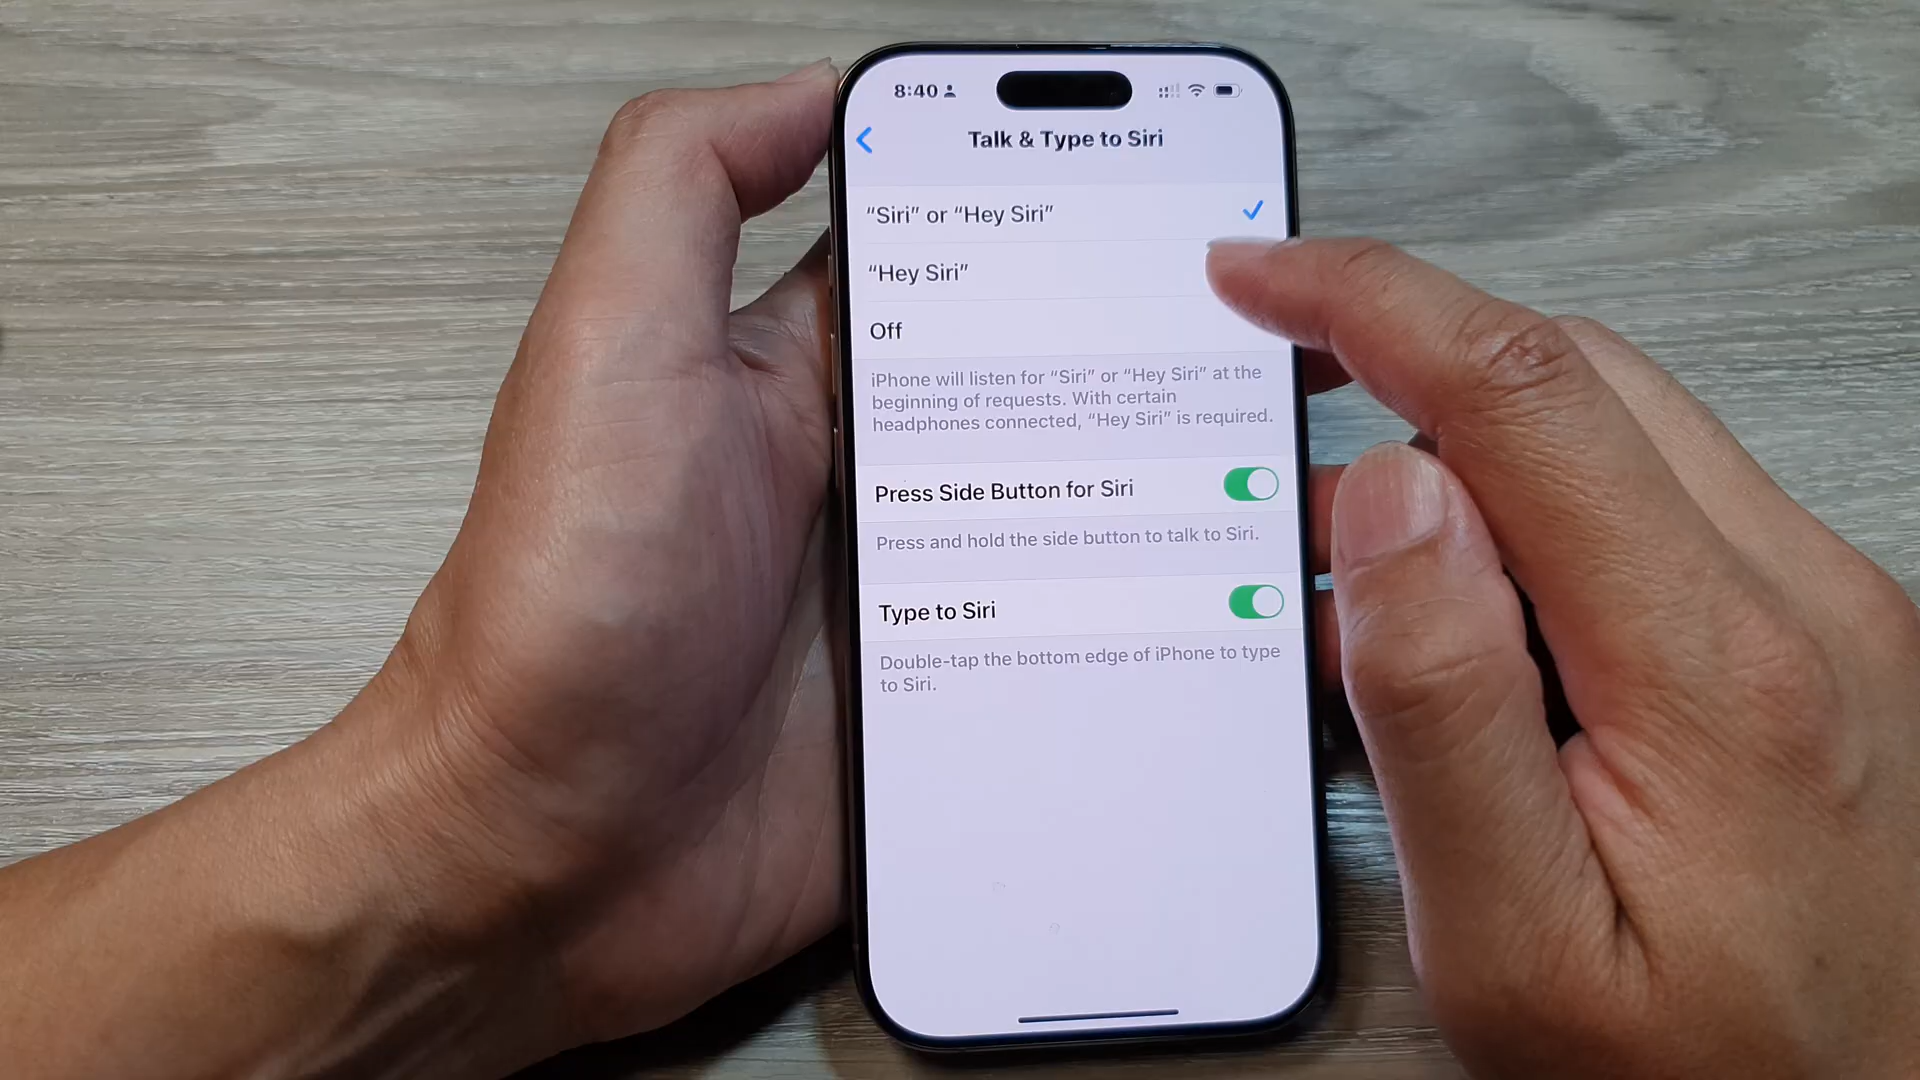 8:40
Talk & Type to Siri
“Siri” or “Hey Siri”
“Hey Siri”
Off
iPhone will listen for “Siri” or “Hey Siri” at the
beginning of requests. With certain
headphones connected, “Hey Siri” is required.
Press Side Button for Siri
Press and hold the side button to talk to Siri.
Type to Siri
Double-tap the bottom edge of iPhone to type
to Siri.